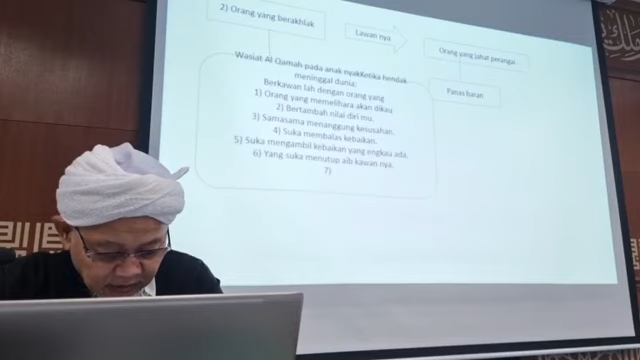 2) Orang yang berakhlak
Lawan nya
Orang yang jahat perangai
Panas baran
Wasiat Al Qamah pada anak nyaKetika hendak
meninggal dunia:
Berkawan lah dengan orang yang
1) Orang yang memelihara akan dikau
2) Bertambah nilai diri mu.
3) Samasama menanggung kesusahan.
4) Suka membalas kebaikan.
5) Suka mengambil kebaikan yang engkau ada.
6) Yang suka menutup aib kawan nya.
7)